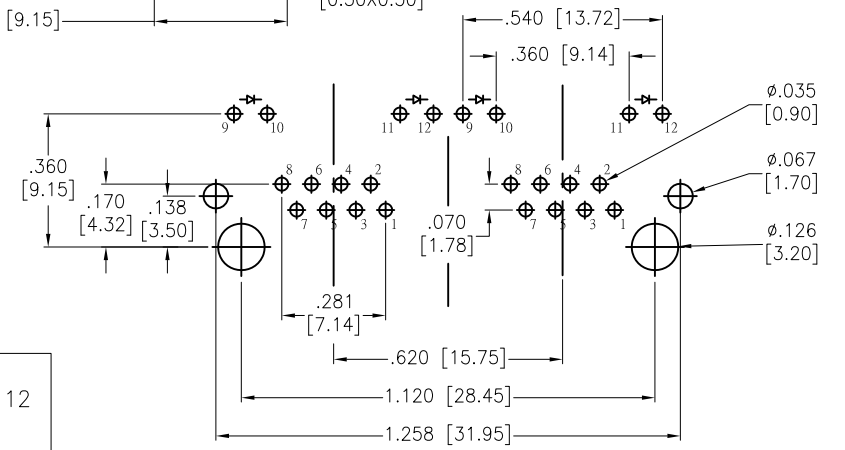 [0.50X0.50]
[9.15]
.540 [13.72]
.360 [9.14]
ø.035
[0.90]
9 10 11 12 9 10 11 12
.360
[9.15]
8 6 4 2 8 6 4 2
ø.067
[1.70]
.170
[4.32]
.138
[3.50]
7 5 3 1
.070
[1.78]
7 5 3 1
ø.126
[3.20]
.281
[7.14]
.620 [15.75]
12
1.120 [28.45]
1.258 [31.95]